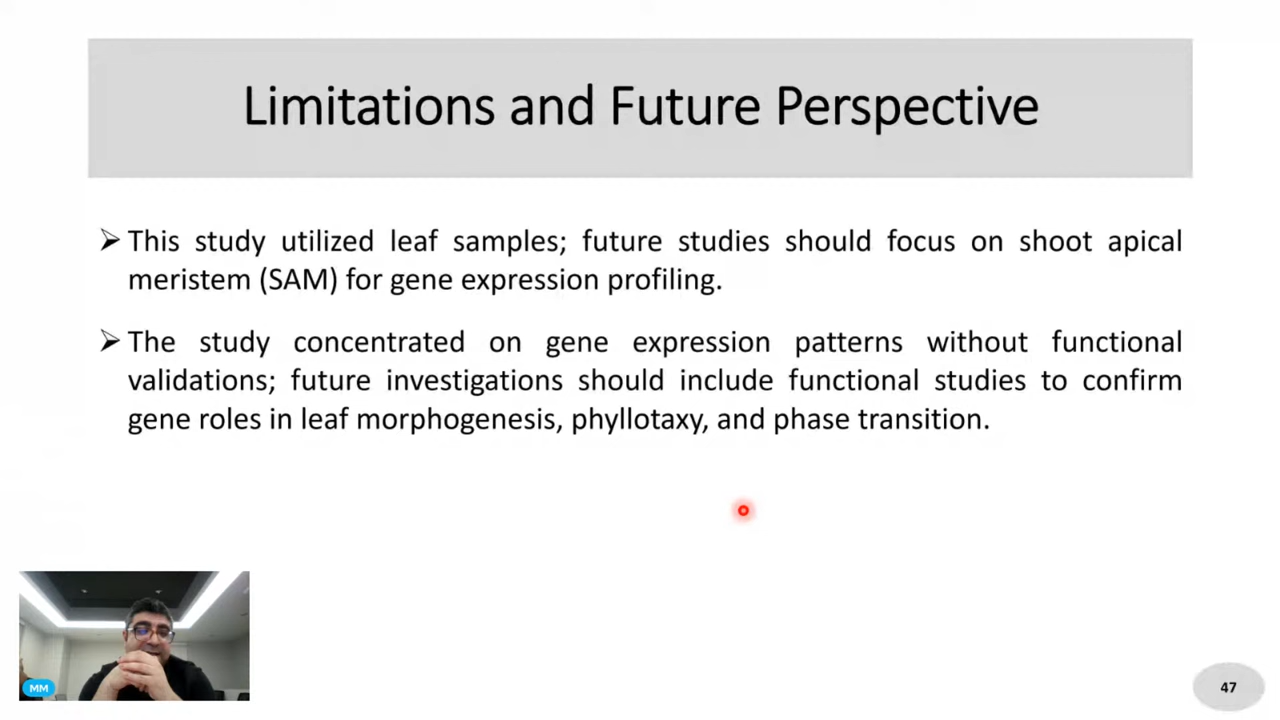 Limitations and Future Perspective
➢ This study utilized leaf samples; future studies should focus on shoot apical
meristem (SAM) for gene expression profiling.
➢ The study concentrated on gene expression patterns without functional
validations; future investigations should include functional studies to confirm
gene roles in leaf morphogenesis, phyllotaxy, and phase transition.
MM
47